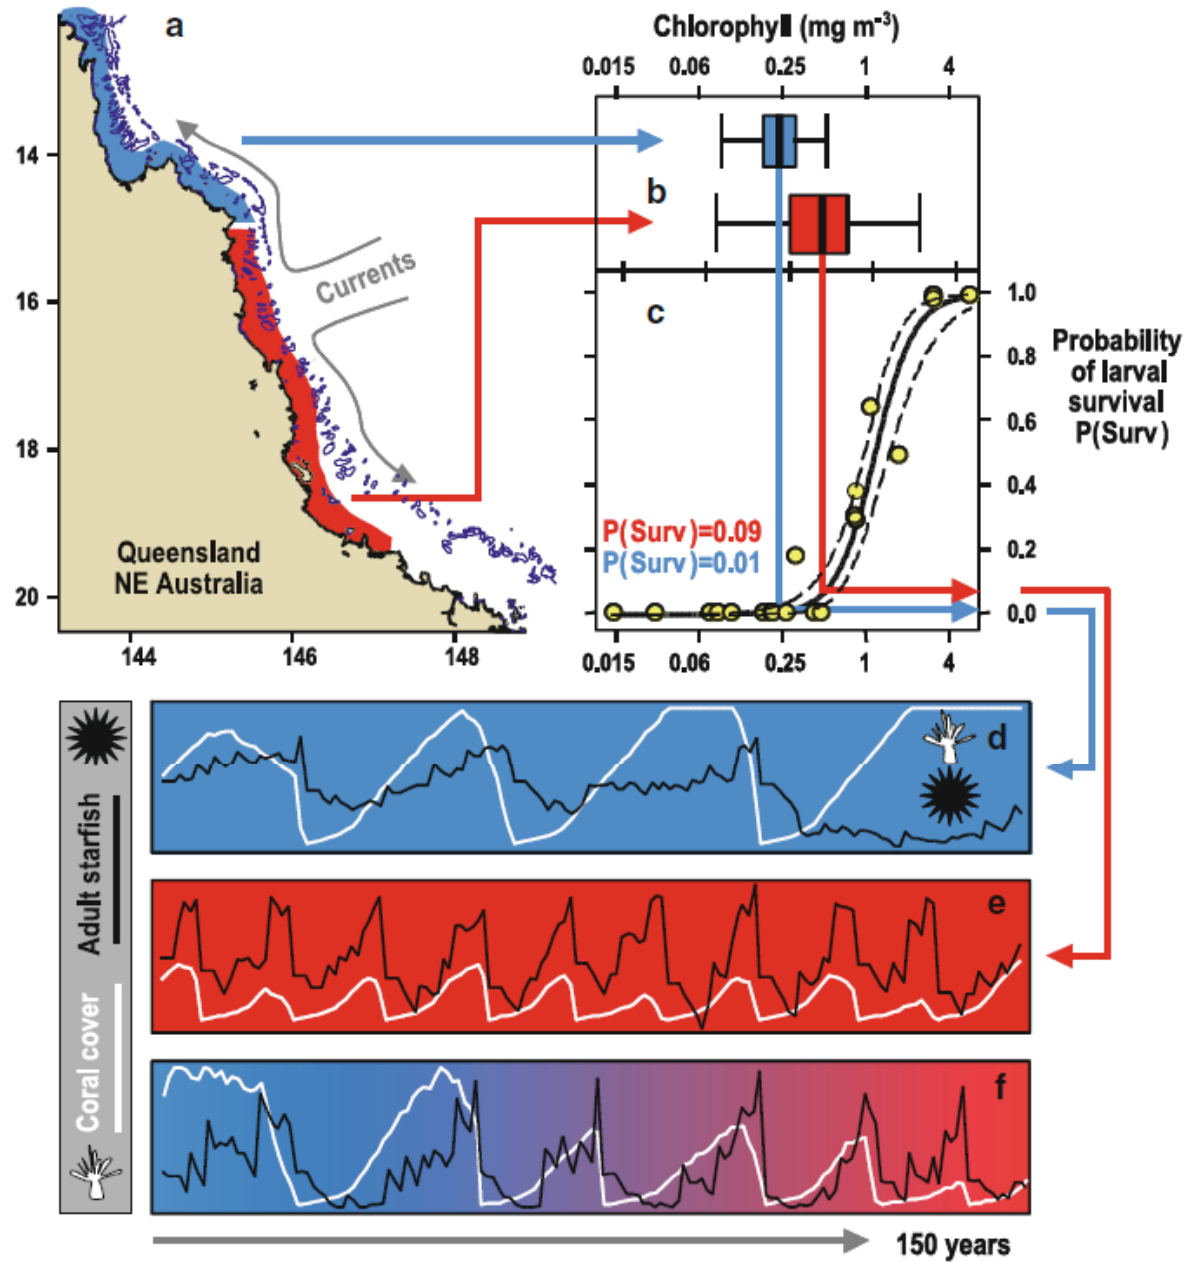 a
Chlorophyll (mg m-3)
0.015 0.06 0.25 1 4
14
16
18
20
b
Currents
c
1.0
0.8
0.6
0.4
0.2
0.0
Probability
of larval
survival
P(Surv)
P(Surv)=0.09
P(Surv)=0.01
Queensland
NE Australia
144 146 148
0.015 0.06 0.25 1 4
Adult starfish
Coral cover
d
e
f
150 years